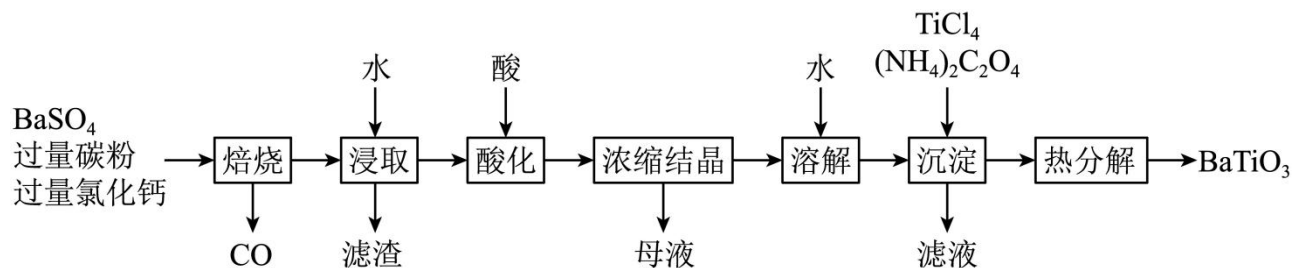 TiCl₄
水 酸 水 (NH₄)₂C₂O₄
BaSO₄
过量碳粉
过量氯化钙
焙烧 浸取 酸化 浓缩结晶 溶解 沉淀 热分解 BaTiO₃
CO 滤渣 母液 滤液